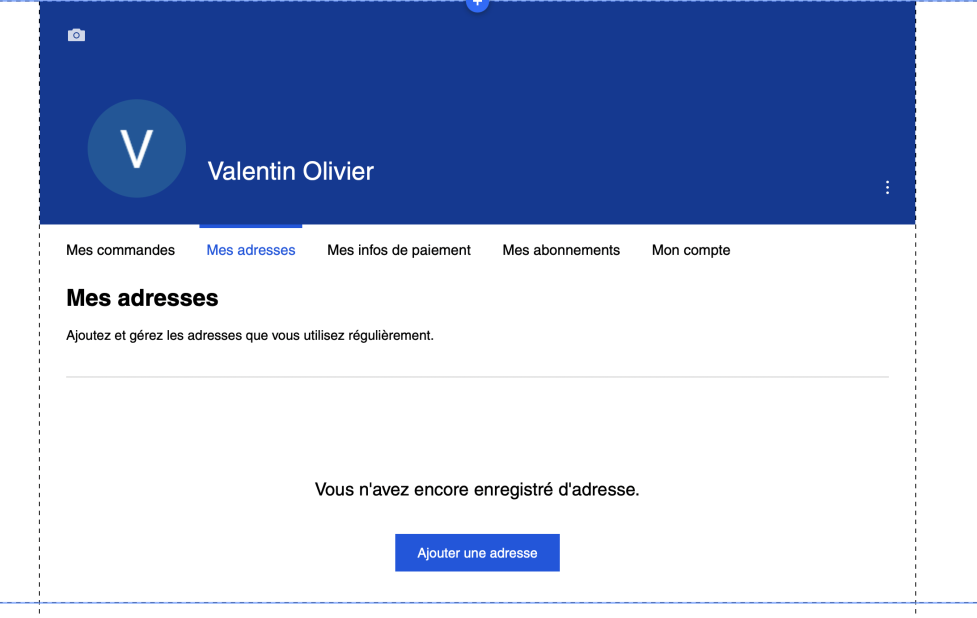 V
Valentin Olivier
Mes commandes Mes adresses Mes infos de paiement Mes abonnements Mon compte
Mes adresses
Ajoutez et gérez les adresses que vous utilisez régulièrement.
Vous n'avez encore enregistré d'adresse.
Ajouter une adresse